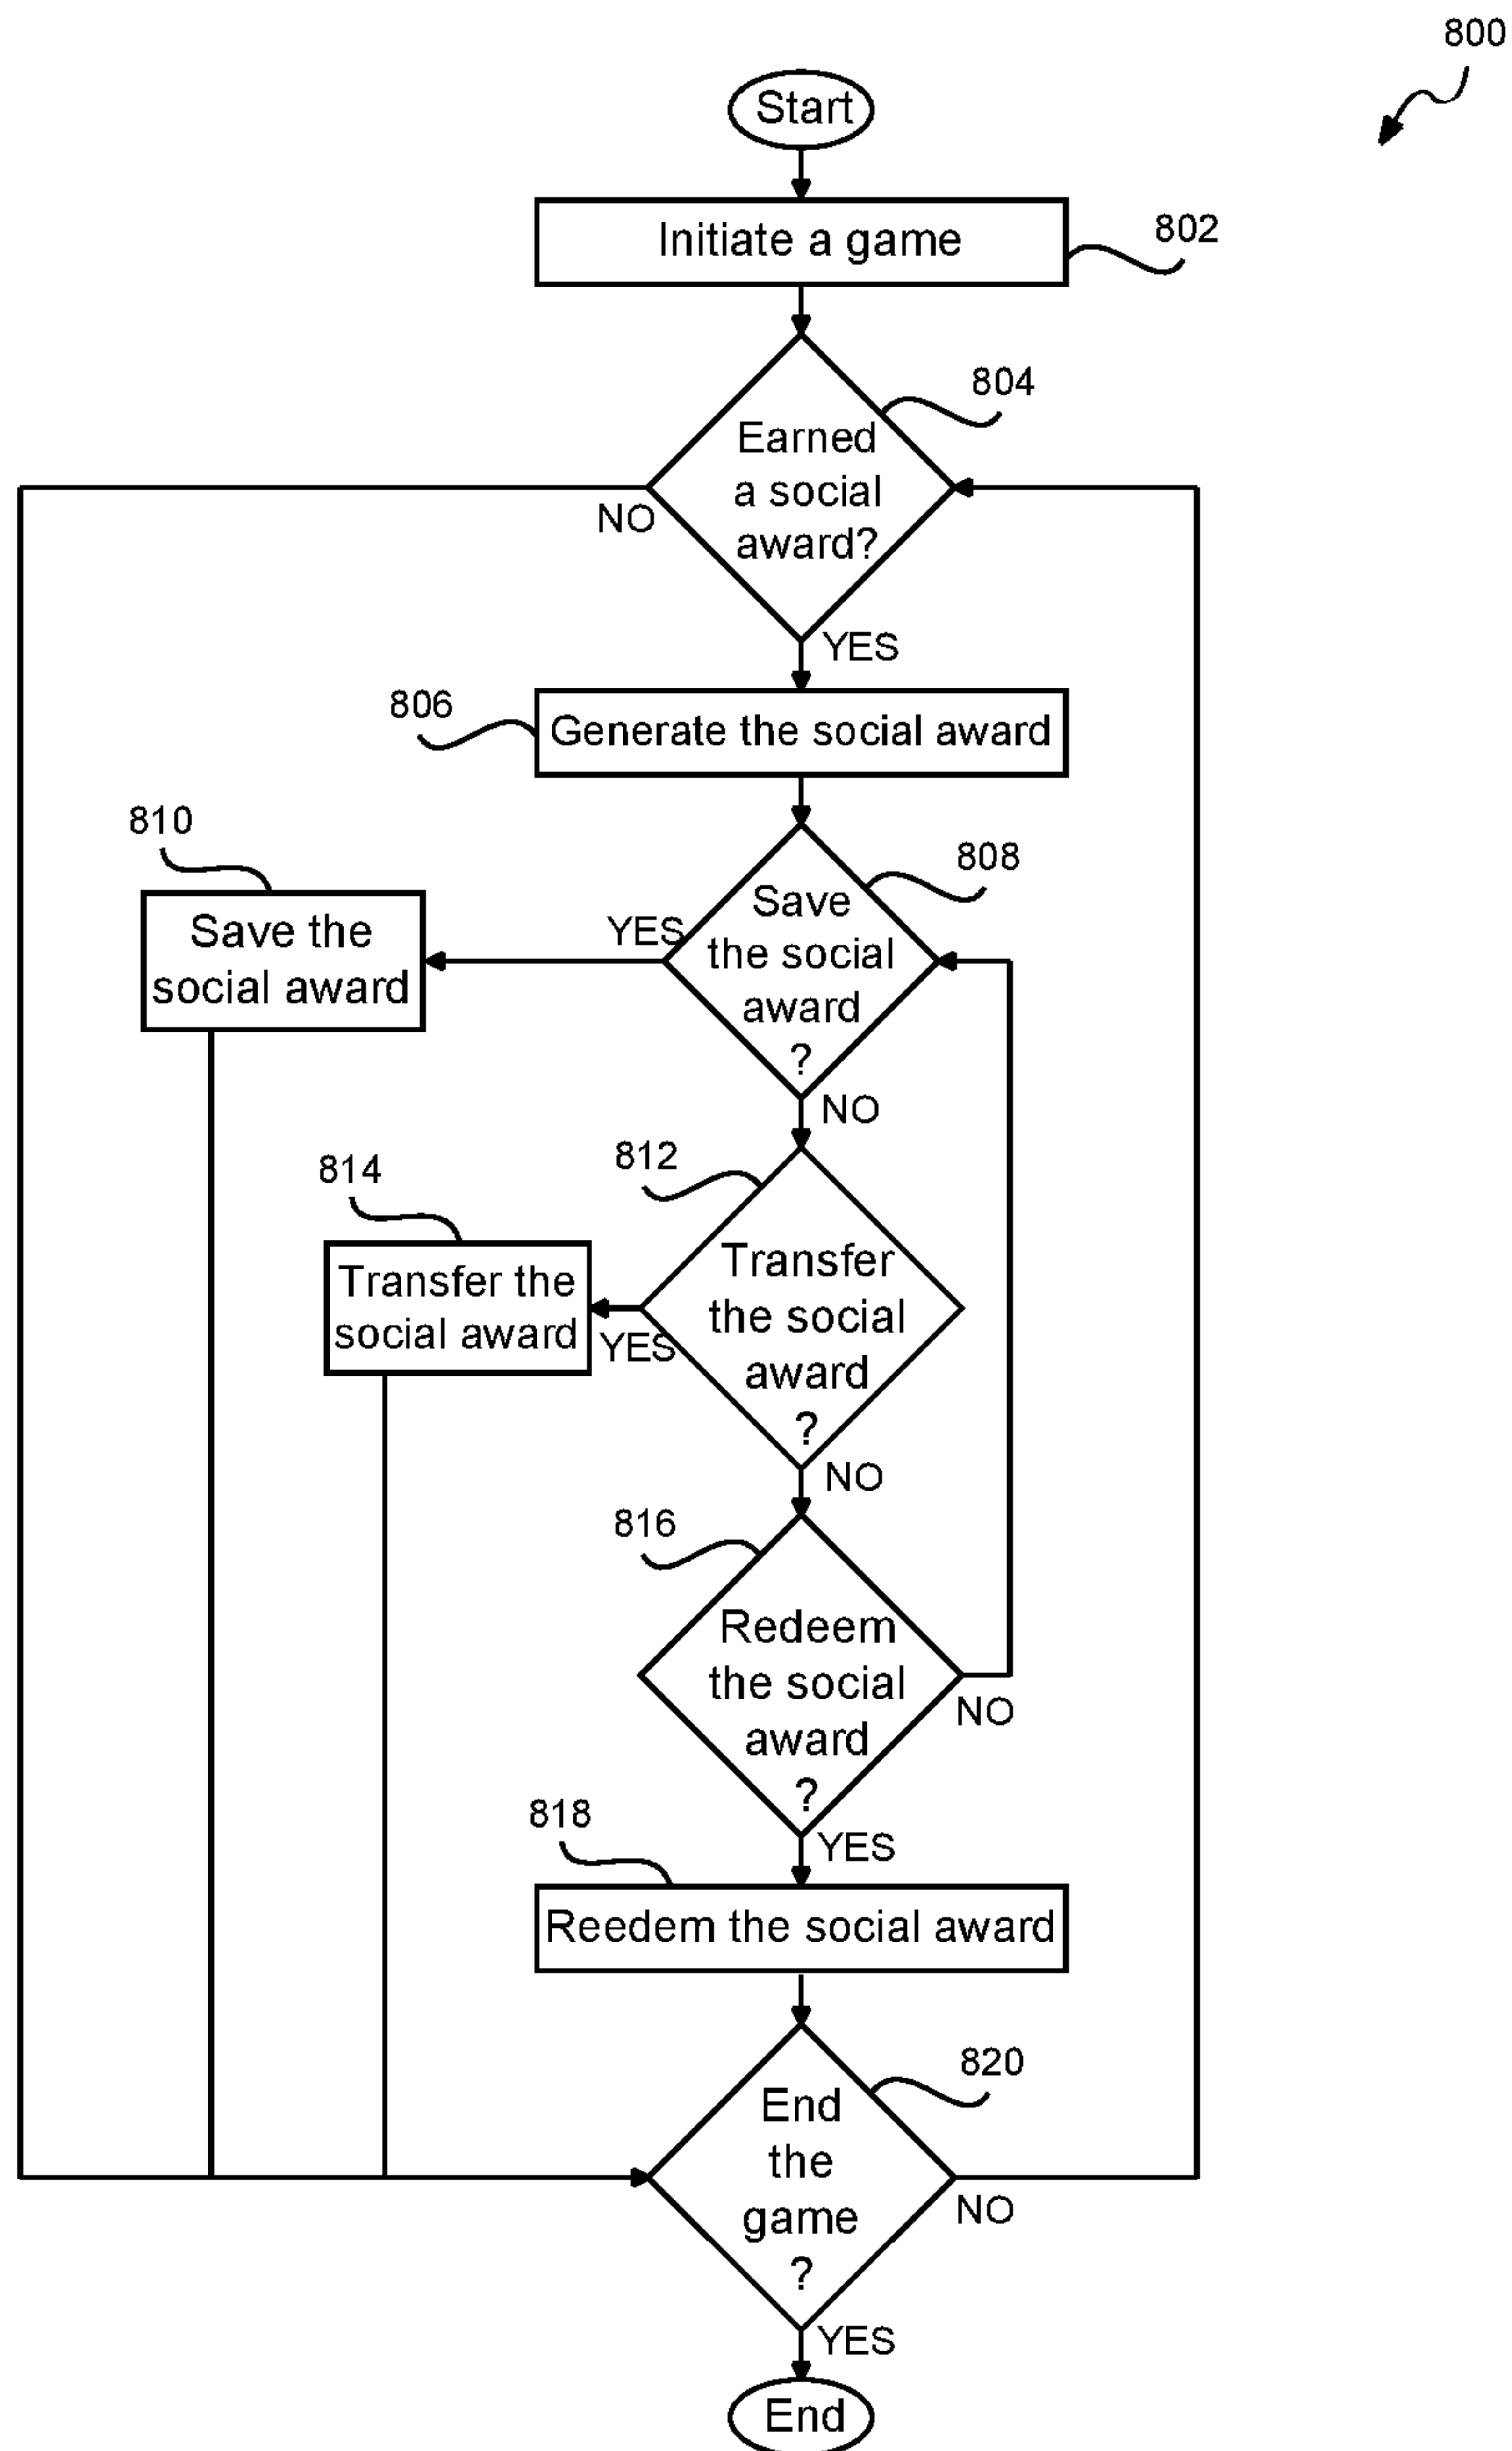 800
Start
Initiate a game
802
804
Earned
a social
award?
NO
YES
806
Generate the social award
810
808
Save the
social award
YES
Save
the social
award
?
NO
812
814
Transfer the
social award
YES
Transfer
the social
award
?
NO
816
Redeem
the social
award
?
NO
818
YES
Reedem the social award
820
End
the
game
?
NO
YES
End